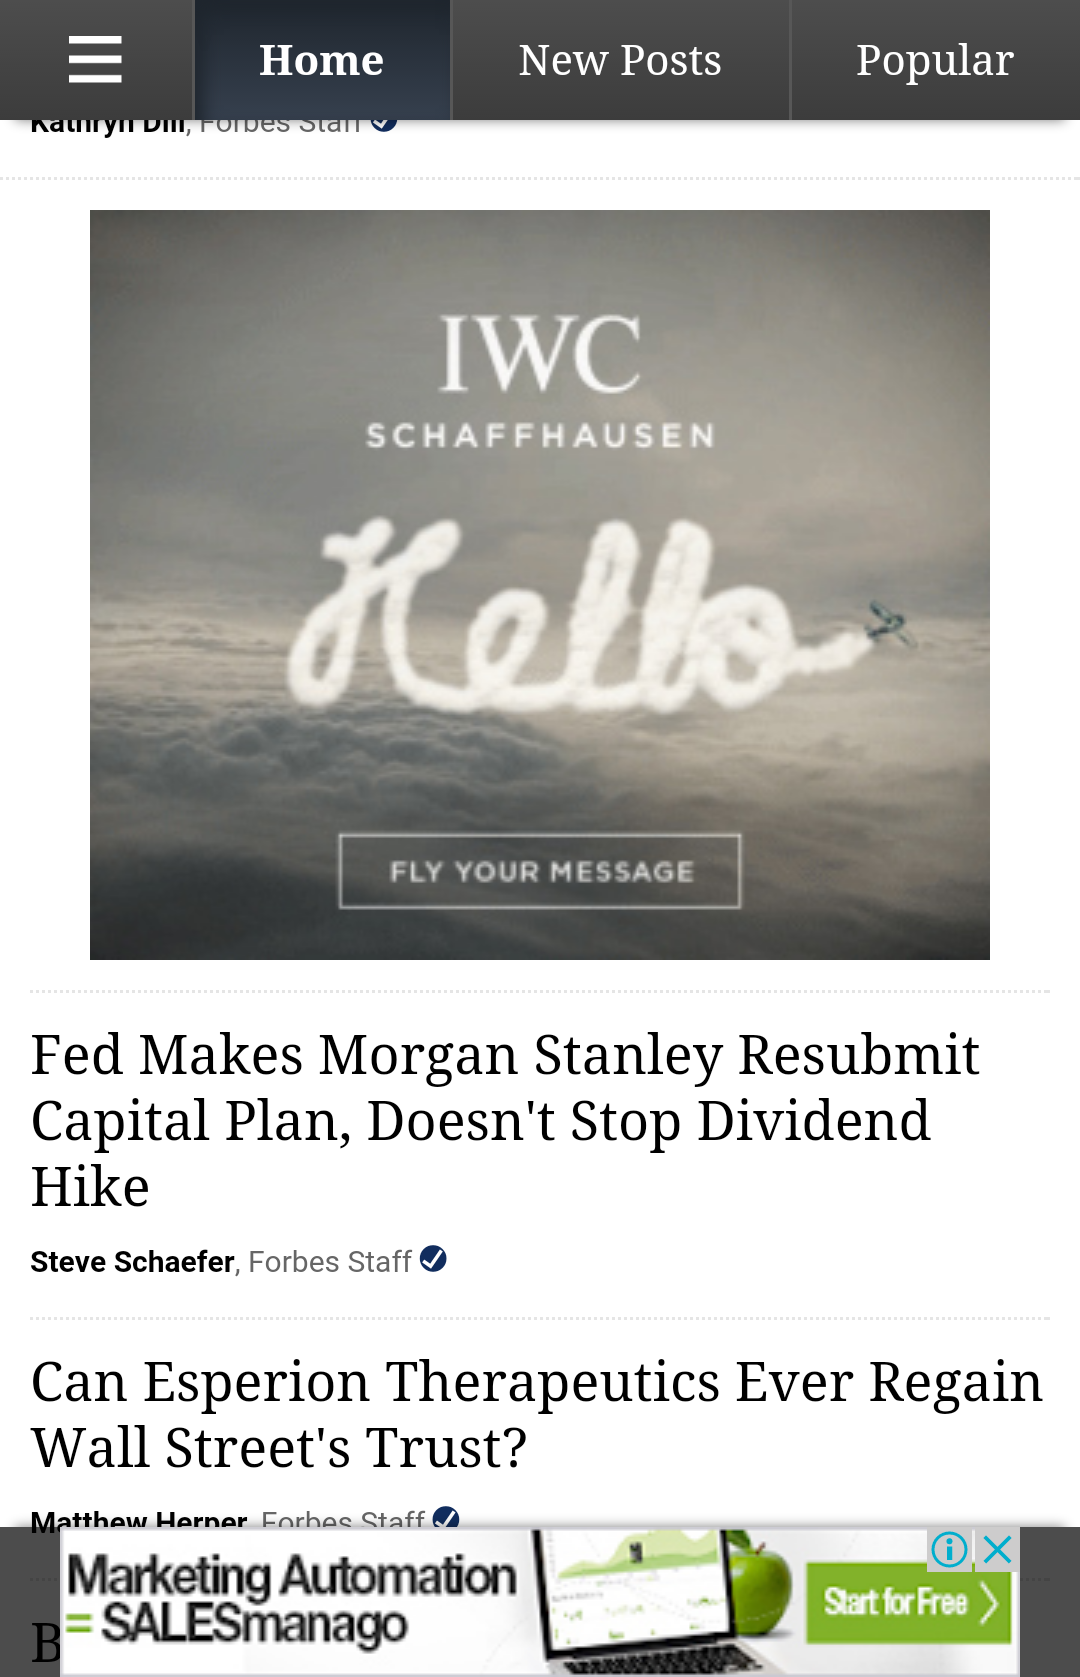 Home
New Posts
Popular
Kathryn Dill, Forbes Staff
IWC
SCHAFFHAUSEN
Hello
FLY YOUR MESSAGE
Fed Makes Morgan Stanley Resubmit
Capital Plan, Doesn't Stop Dividend
Hike
Steve Schaefer, Forbes Staff
Can Esperion Therapeutics Ever Regain
Wall Street's Trust?
Matthew Herper, Forbes Staff
Marketing Automation
= SALESmanago
Start for Free
B